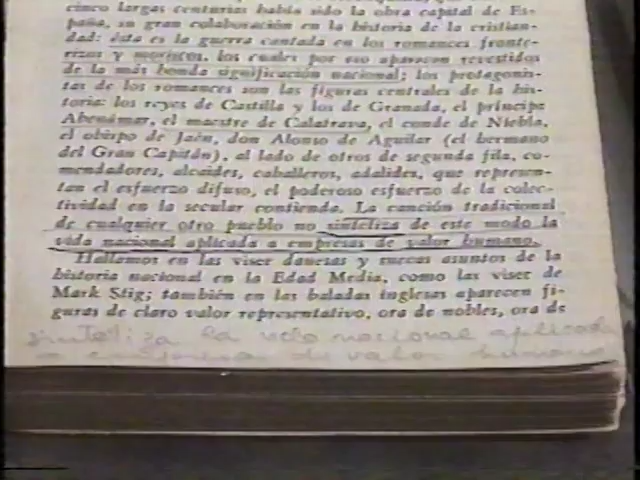 cinco largas centurias había sido la obra capital de Es-
paña, su gran colaboración en la historia de la cristian-
dad: ésta es la guerra cantada en los romances fronte-
rizos y moriscos, los cuales por eso aparecen revestidos
de la más honda significación nacional; los protagonis-
tas de los romances son las figuras centrales de la his-
toria: los reyes de Castilla y los de Granada, el príncipe
Abenámar, el maestre de Calatrava, el conde de Niebla,
el obispo de Jaén, don Alonso de Aguilar (el hermano
del Gran Capitán), al lado de otros de segunda fila, co-
mendadores, alcaides, caballeros, adalides, que represen-
tan el esfuerzo difuso, el poderoso esfuerzo de la colec-
tividad en la secular contienda. La canción tradicional
de cualquier otro pueblo no sintetiza de este modo la
vida nacional aplicada a empresas de valor humano.
Hallamos en las viser danesas y suecas asuntos de la
historia nacional en la Edad Media, como las viser de
Mark Stig; también en las baladas inglesas aparecen fi-
guras de claro valor representativo, ora de nobles, ora de
sintetiza la vida nacional aplicada
a empresas de valor humano